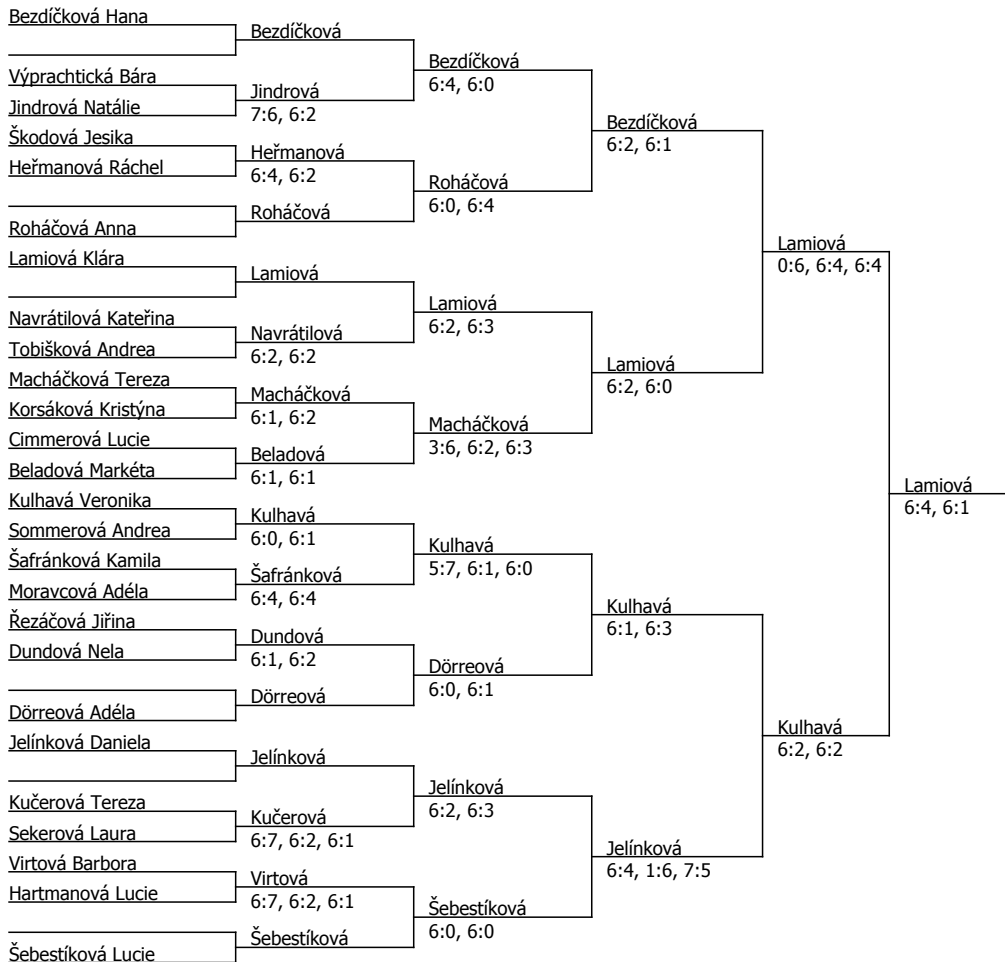 Bezdíčková Hana
Bezdíčková
Bezdíčková
6:4, 6:0
Výprachtická Bára
Jindrová
7:6, 6:2
Jindrová Natálie
Bezdíčková
6:2, 6:1
Škodová Jesika
Heřmanová
6:4, 6:2
Heřmanová Ráchel
Roháčová
6:0, 6:4
Roháčová
Roháčová Anna
Lamiová
0:6, 6:4, 6:4
Lamiová Klára
Lamiová
Lamiová
6:2, 6:3
Navrátilová Kateřina
Navrátilová
6:2, 6:2
Tobišková Andrea
Lamiová
6:2, 6:0
Macháčková Tereza
Macháčková
6:1, 6:2
Korsáková Kristýna
Macháčková
3:6, 6:2, 6:3
Cimmerová Lucie
Beladová
6:1, 6:1
Beladová Markéta
Lamiová
6:4, 6:1
Kulhavá Veronika
Kulhavá
6:0, 6:1
Sommerová Andrea
Kulhavá
5:7, 6:1, 6:0
Šafránková Kamila
Šafránková
6:4, 6:4
Moravcová Adéla
Kulhavá
6:1, 6:3
Řezáčová Jiřina
Dundová
6:1, 6:2
Dundová Nela
Dörreová
6:0, 6:1
Dörreová
Dörreová Adéla
Kulhavá
6:2, 6:2
Jelínková Daniela
Jelínková
Jelínková
6:2, 6:3
Kučerová Tereza
Kučerová
6:7, 6:2, 6:1
Sekerová Laura
Jelínková
6:4, 1:6, 7:5
Virtová Barbora
Virtová
6:7, 6:2, 6:1
Hartmanová Lucie
Šebestíková
6:0, 6:0
Šebestíková
Šebestíková Lucie